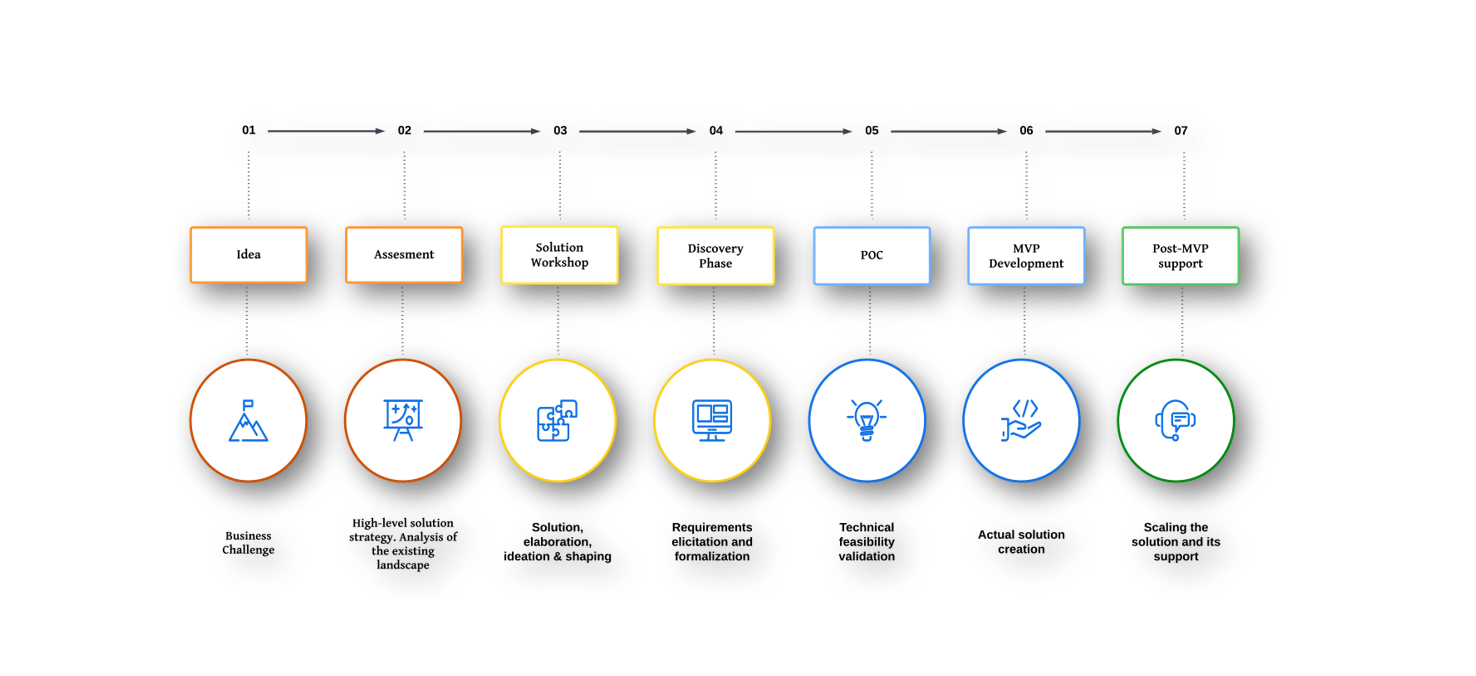 01
02
03
04
05
06
07
Idea
Assesment
Solution
Workshop
Discovery
Phase
POC
MVP
Development
Post-MVP
support
Business
Challenge
High-level solution
strategy. Analysis of
the existing
landscape
Solution,
elaboration,
ideation & shaping
Requirements
elicitation and
formalization
Technical
feasibility
validation
Actual solution
creation
Scaling the
solution and its
support